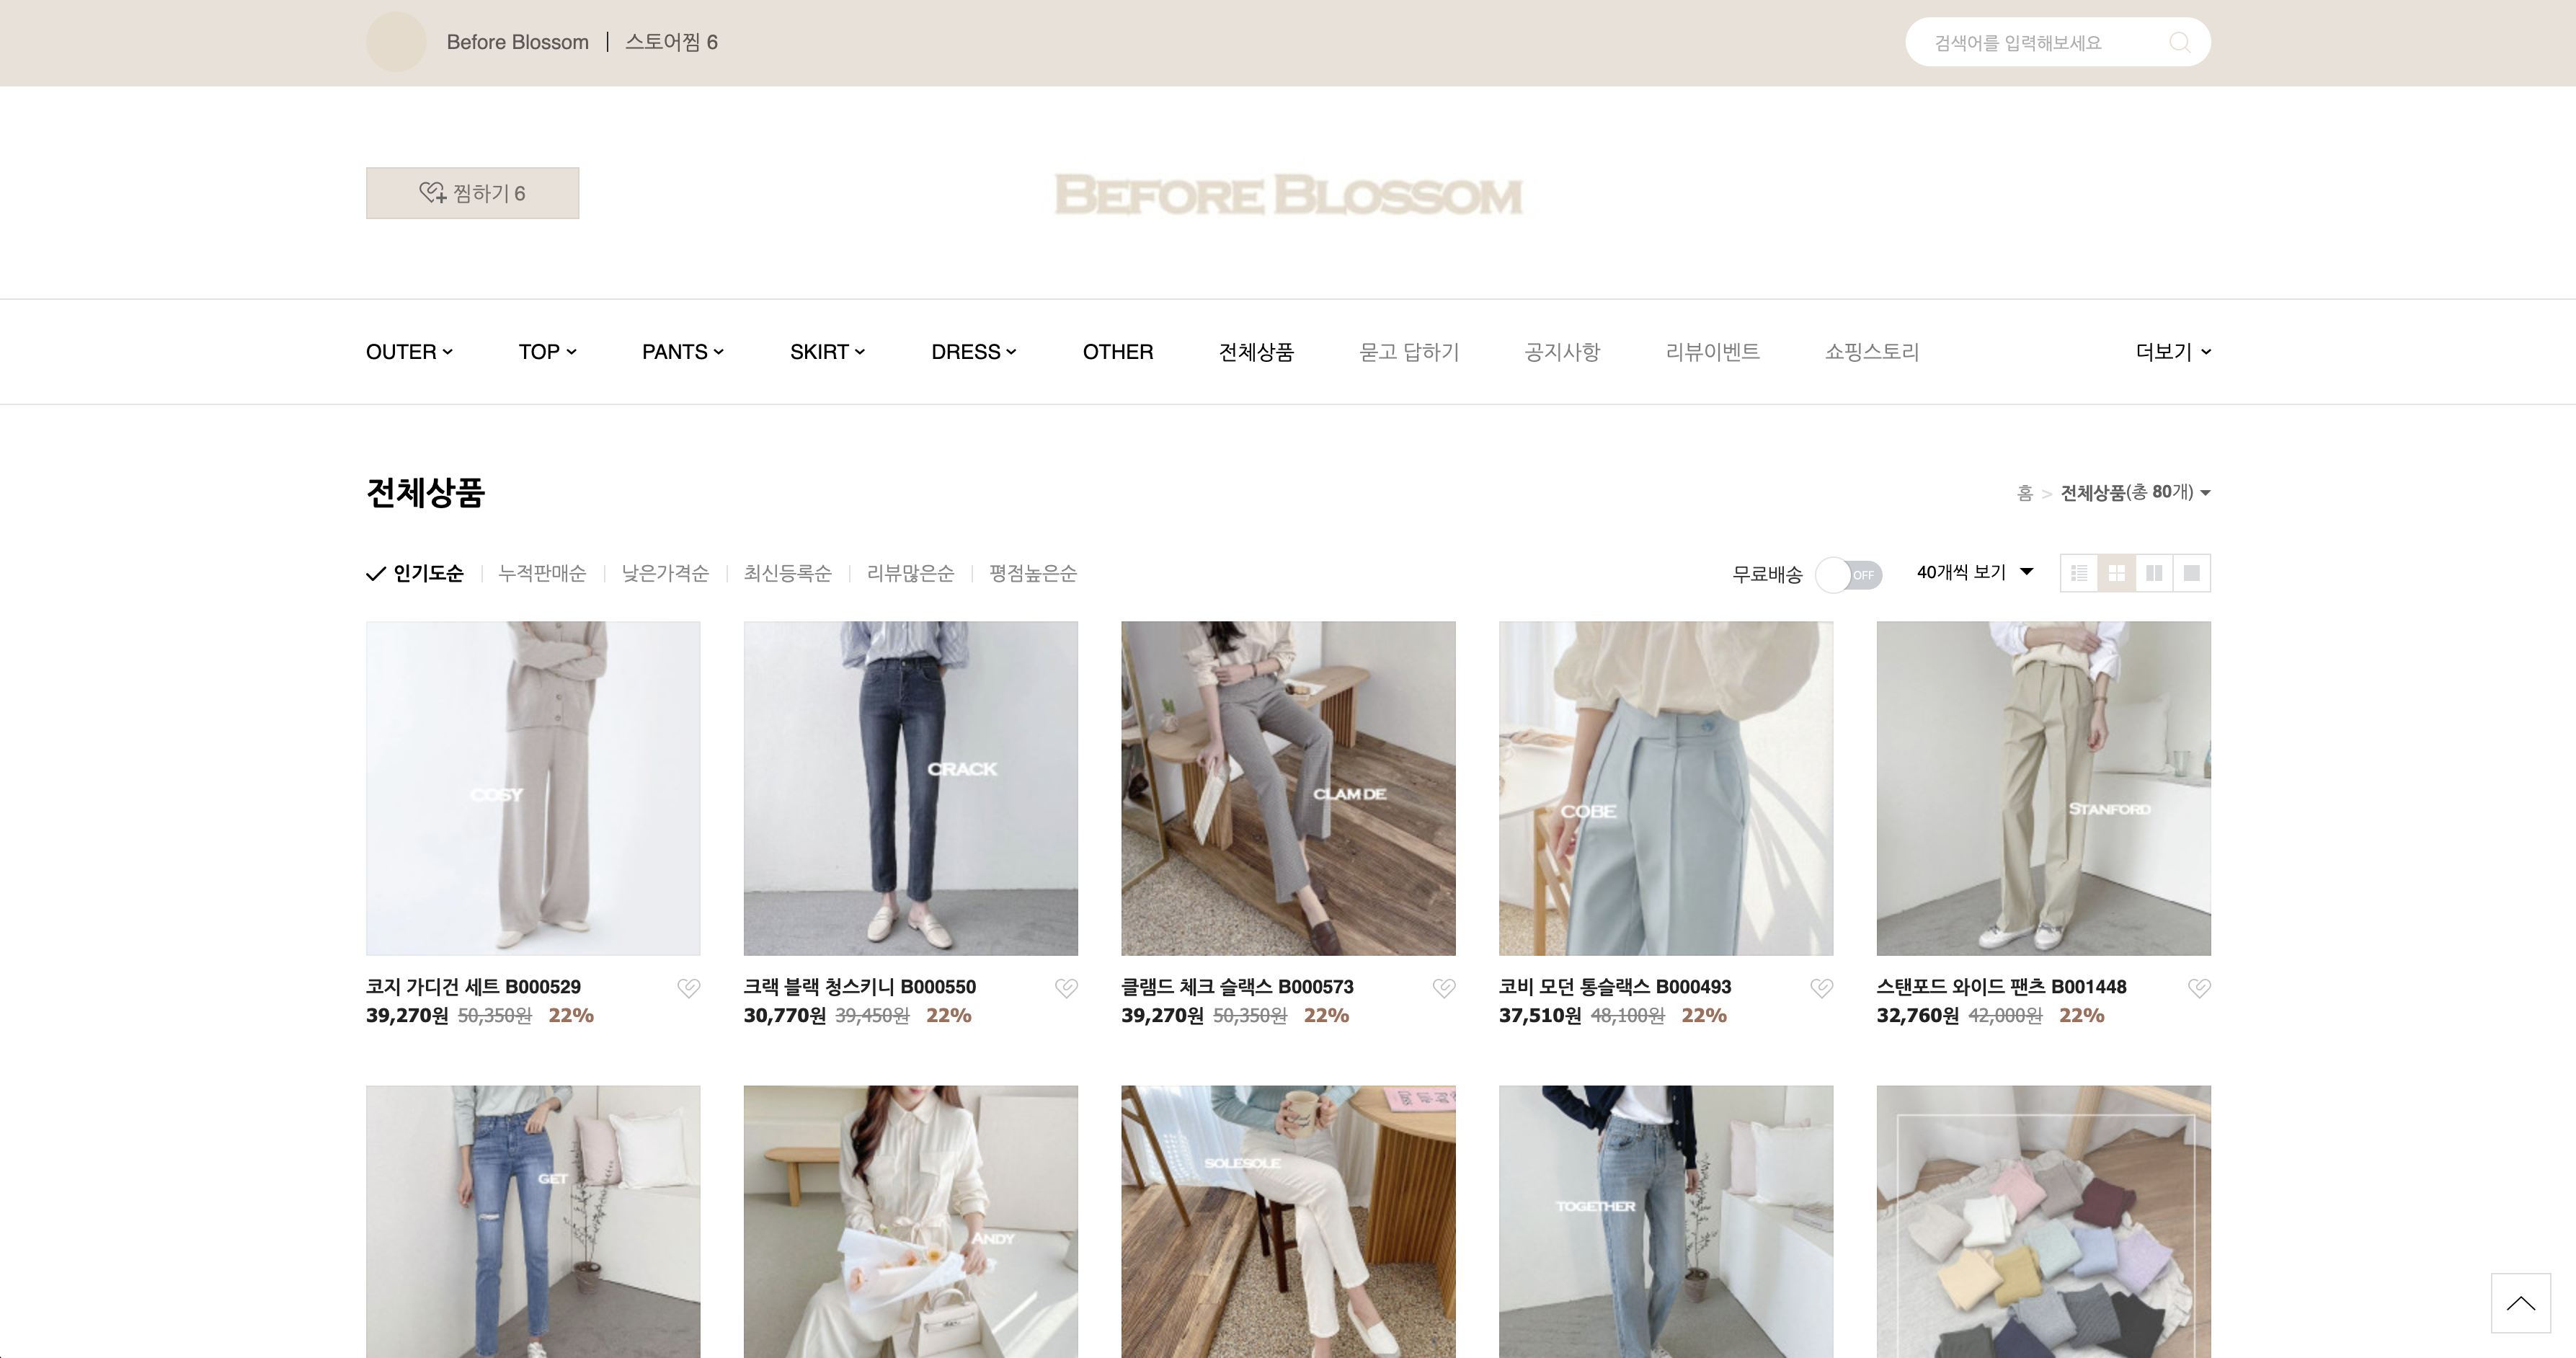 Before Blossom | 스토어찜 6
검색어를 입력해보세요
찜하기 6
BEFORE BLOSSOM
OUTER TOP PANTS SKIRT DRESS OTHER 전체상품 묻고 답하기 공지사항 리뷰이벤트 쇼핑스토리 더보기
전체상품
홈 > 전체상품(총 80개)
인기도순 누적판매순 낮은가격순 최신등록순 리뷰많은순 평점높은순
무료배송 OFF 40개씩 보기
COSY
CRACK
CLAM DE
COBE
STANFORD
코지 가디건 세트 B000529
39,270원 50,350원 22%
크랙 블랙 청스키니 B000550
30,770원 39,450원 22%
클램드 체크 슬랙스 B000573
39,270원 50,350원 22%
코비 모던 통슬랙스 B000493
37,510원 48,100원 22%
스탠포드 와이드 팬츠 B001448
32,760원 42,000원 22%
GET
ANDY
SOLESOLE
TOGETHER